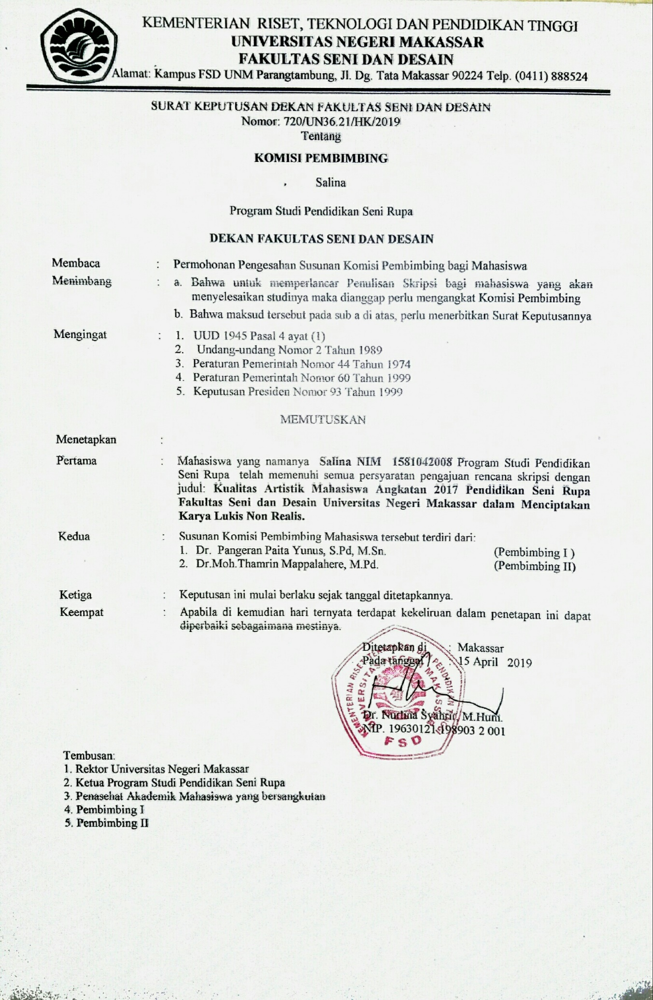 KEMENTERIAN RISET, TEKNOLOGI DAN PENDIDIKAN TINGGI
UNIVERSITAS NEGERI MAKASSAR
FAKULTAS SENI DAN DESAIN
Alamat: Kampus FSD UNM Parangtambung, Jl. Dg. Tata Makassar 90224 Telp. (0411) 888524
SURAT KEPUTUSAN DEKAN FAKULTAS SENI DAN DESAIN
Nomor: 720/UN36.21/HK/2019
Tentang
KOMISI PEMBIMBING
Salina
Program Studi Pendidikan Seni Rupa
DEKAN FAKULTAS SENI DAN DESAIN
Membaca : Permohonan Pengesahan Susunan Komisi Pembimbing bagi Mahasiswa
Menimbang : a. Bahwa untuk memperlancar Penulisan Skripsi bagi mahasiswa yang akan
menyelesaikan studinya maka dianggap perlu mengangkat Komisi Pembimbing
b. Bahwa maksud tersebut pada sub a di atas, perlu menerbitkan Surat Keputusannya
Mengingat : 1. UUD 1945 Pasal 4 ayat (1)
2. Undang-undang Nomor 2 Tahun 1989
3. Peraturan Pemerintah Nomor 44 Tahun 1974
4. Peraturan Pemerintah Nomor 60 Tahun 1999
5. Keputusan Presiden Nomor 93 Tahun 1999
MEMUTUSKAN
Menetapkan :
Pertama : Mahasiswa yang namanya Salina NIM 1581042008 Program Studi Pendidikan
Seni Rupa telah memenuhi semua persyaratan pengajuan rencana skripsi dengan
judul: Kualitas Artistik Mahasiswa Angkatan 2017 Pendidikan Seni Rupa
Fakultas Seni dan Desain Universitas Negeri Makassar dalam Menciptakan
Karya Lukis Non Realis.
Kedua : Susunan Komisi Pembimbing Mahasiswa tersebut terdiri dari:
1. Dr. Pangeran Paita Yunus, S.Pd, M.Sn. (Pembimbing I )
2. Dr.Moh.Thamrin Mappalahere, M.Pd. (Pembimbing II)
Ketiga : Keputusan ini mulai berlaku sejak tanggal ditetapkannya.
Keempat : Apabila di kemudian hari ternyata terdapat kekeliruan dalam penetapan ini dapat
diperbaiki sebagaimana mestinya.
Ditetapkan di : Makassar
Pada tanggal : 15 April 2019
KEMENTERIAN RISET, TEKNOLOGI, DAN PENDIDIKAN TINGGI
UNIVERSITAS NEGERI MAKASSAR
FSD
Dr. Nurlina Syahrir, M.Hum.
NIP. 19630121 198903 2 001
Tembusan:
1. Rektor Universitas Negeri Makassar
2. Ketua Program Studi Pendidikan Seni Rupa
3. Penasehat Akademik Mahasiswa yang bersangkutan
4. Pembimbing I
5. Pembimbing II